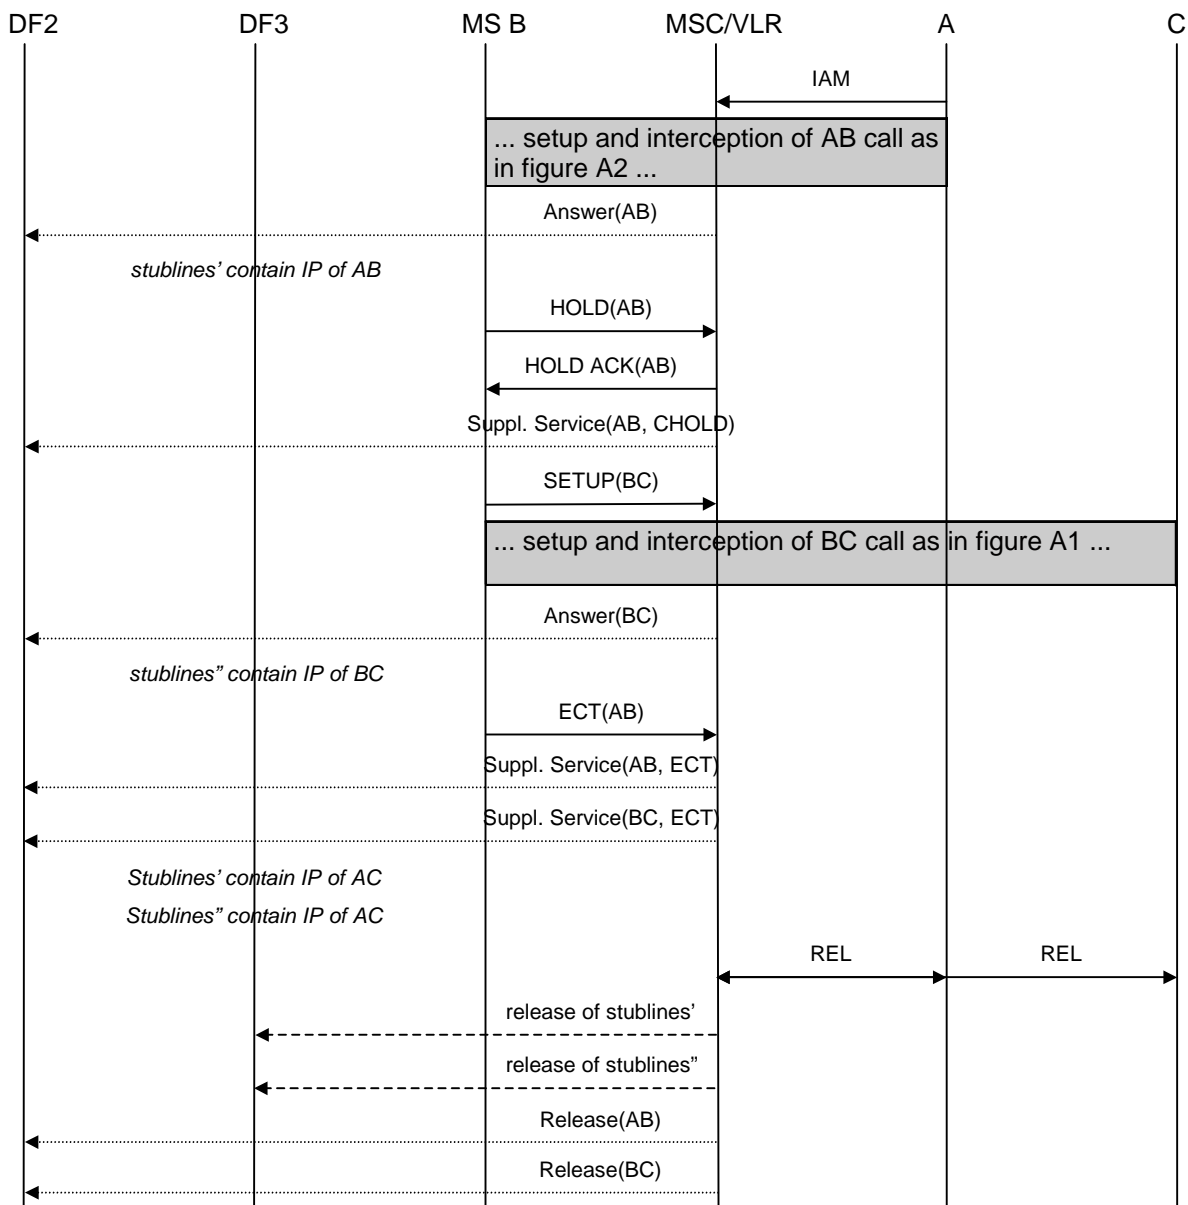 DF2 DF3 MS B MSC/VLR A C
IAM
... setup and interception of AB call as
in figure A2 ...
Answer(AB)
stublines’ contain IP of AB
HOLD(AB)
HOLD ACK(AB)
Suppl. Service(AB, CHOLD)
SETUP(BC)
... setup and interception of BC call as in figure A1 ...
Answer(BC)
stublines” contain IP of BC
ECT(AB)
Suppl. Service(AB, ECT)
Suppl. Service(BC, ECT)
Stublines’ contain IP of AC
Stublines” contain IP of AC
REL REL
release of stublines’
release of stublines”
Release(AB)
Release(BC)